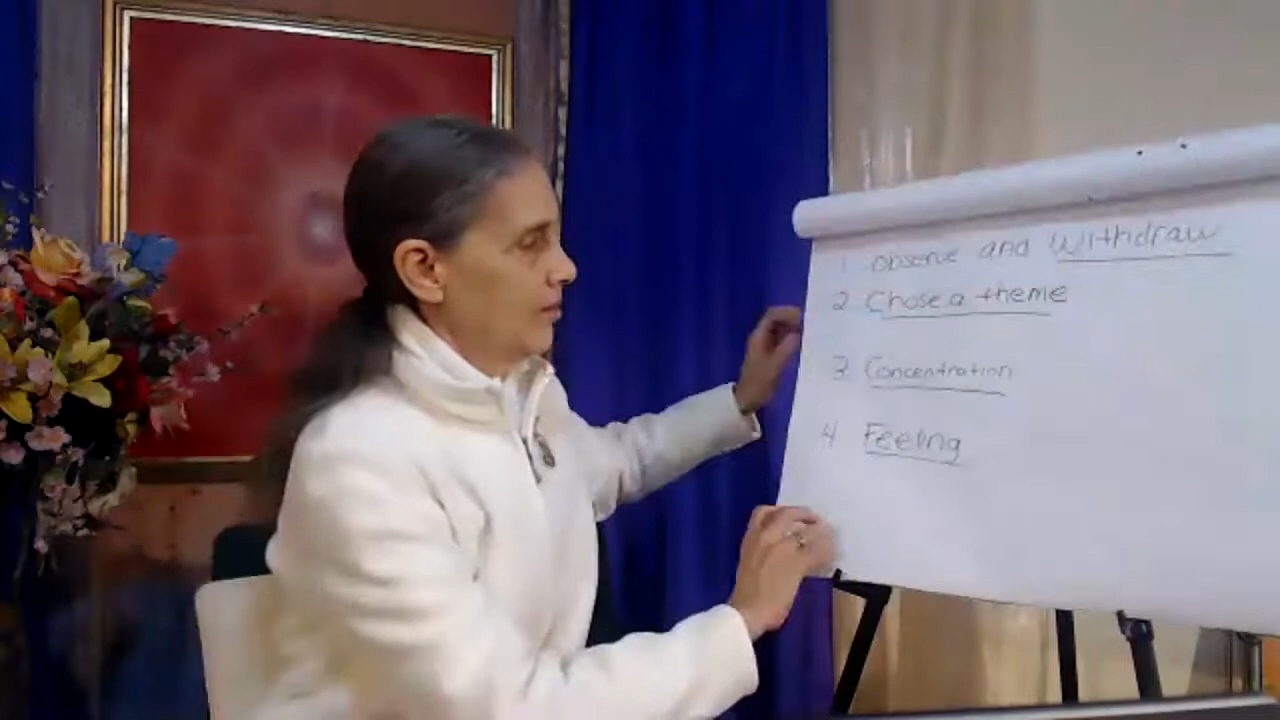 1 observe and Withdraw
2 Chose a theme
3 Concentration
4 Feeling